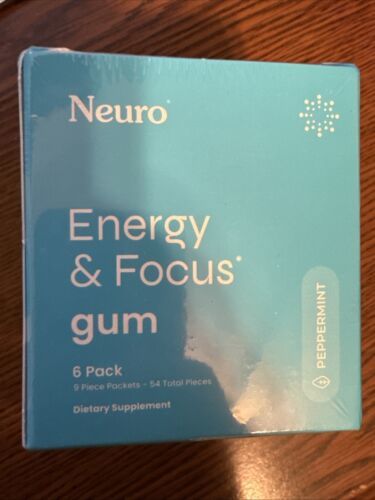 Neuro
Energy
& Focus*
gum
6 Pack
9 Piece Packets - 54 Total Pieces
Dietary Supplement
PEPPERMINT